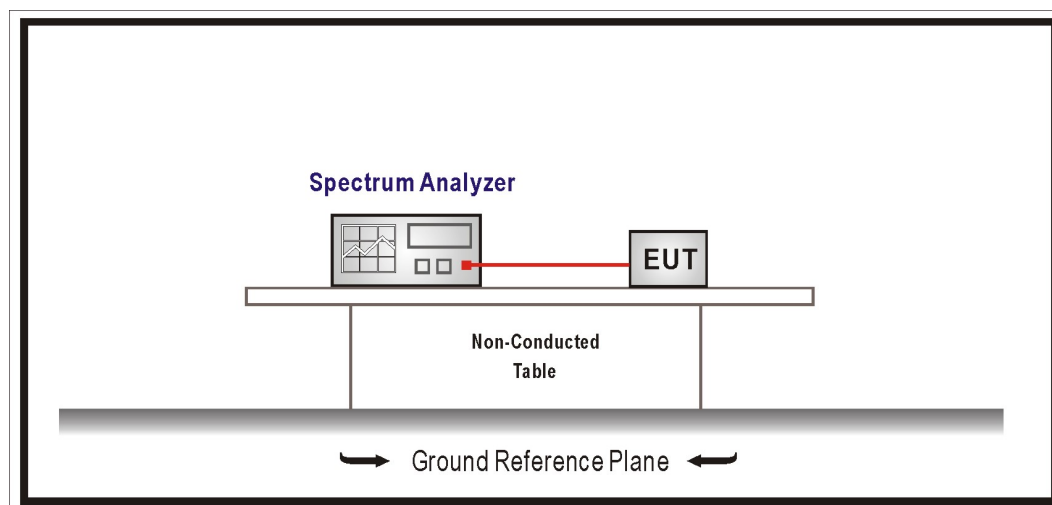 Spectrum Analyzer
EUT
Non-Conducted
Table
Ground Reference Plane